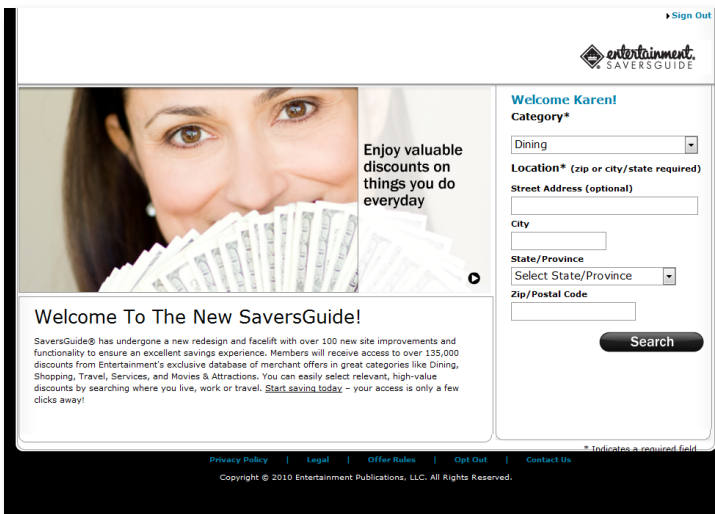 Sign Out
entertainment.
SAVERSGUIDE
Enjoy valuable
discounts on
things you do
everyday
Welcome Karen!
Category*
Dining
Location* (zip or city/state required)
Street Address (optional)
City
State/Province
Select State/Province
Zip/Postal Code
Search
* Indicates a required field
Welcome To The New SaversGuide!
SaversGuide® has undergone a new redesign and facelift with over 100 new site improvements and
functionality to ensure an excellent savings experience. Members will receive access to over 135,000
discounts from Entertainment's exclusive database of merchant offers in great categories like Dining,
Shopping, Travel, Services, and Movies & Attractions. You can easily select relevant, high-value
discounts by searching where you live, work or travel. Start saving today – your access is only a few
clicks away!
Privacy Policy | Legal | Offer Rules | Opt Out | Contact Us
Copyright © 2010 Entertainment Publications, LLC. All Rights Reserved.